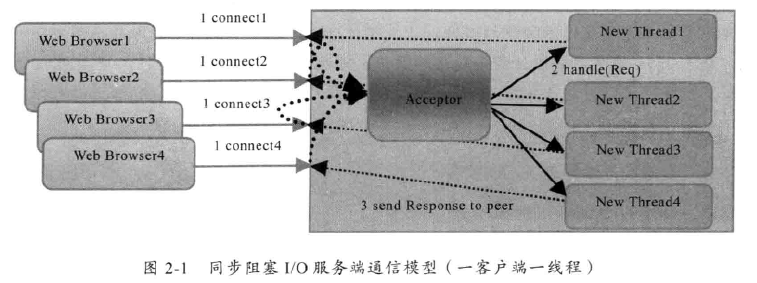 Web Browser1
Web Browser2
Web Browser3
Web Browser4
1 connect1
1 connect2
1 connect3
1 connect4
Acceptor
New Thread1
2 handle(Req)
New Thread2
New Thread3
New Thread4
3 send Response to peer
图 2-1 同步阻塞 I/O 服务端通信模型（一客户端一线程）